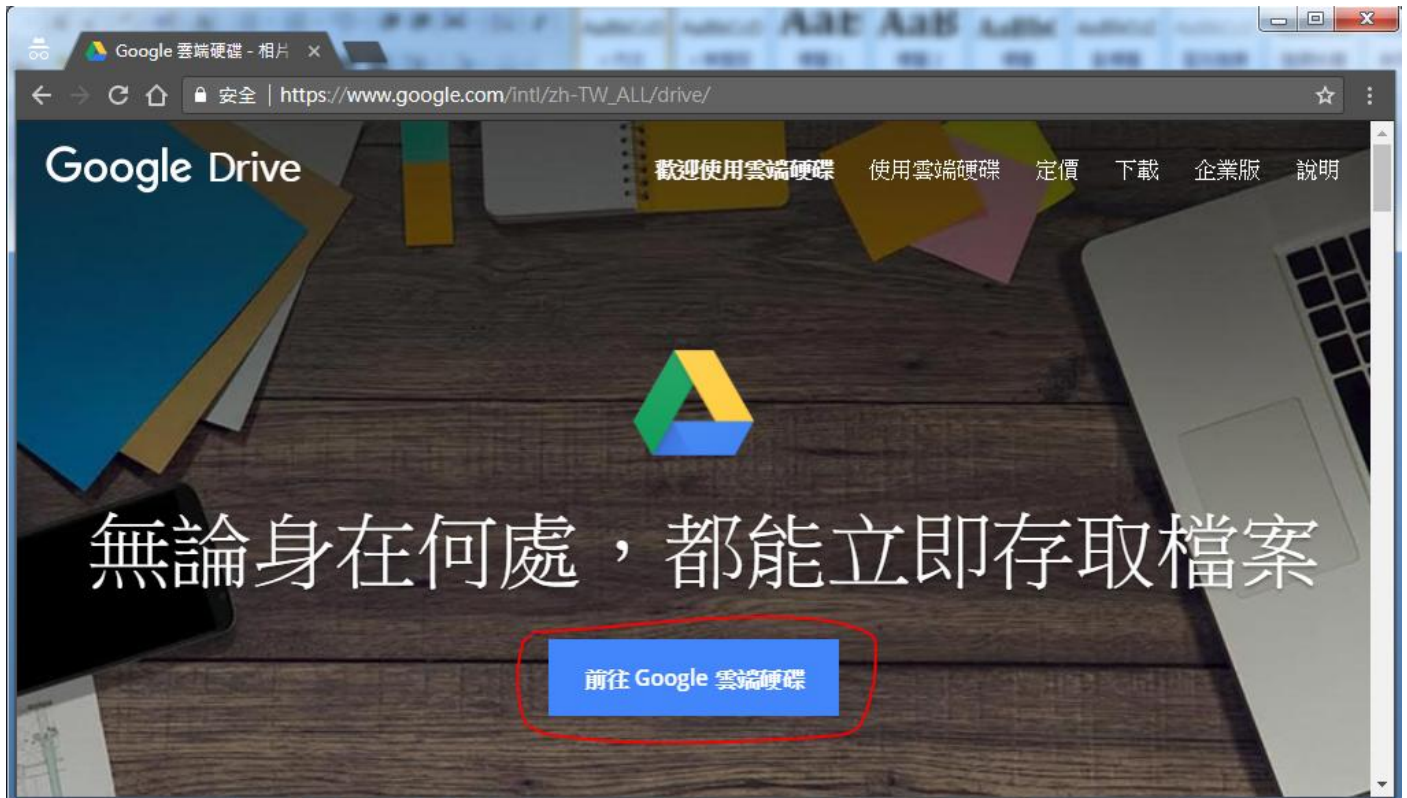 Google 雲端硬碟 - 相片
安全 | https://www.google.com/intl/zh-TW_ALL/drive/
Google Drive
歡迎使用雲端硬碟 使用雲端硬碟 定價 下載 企業版 說明
無論身在何處，都能立即存取檔案
前往 Google 雲端硬碟